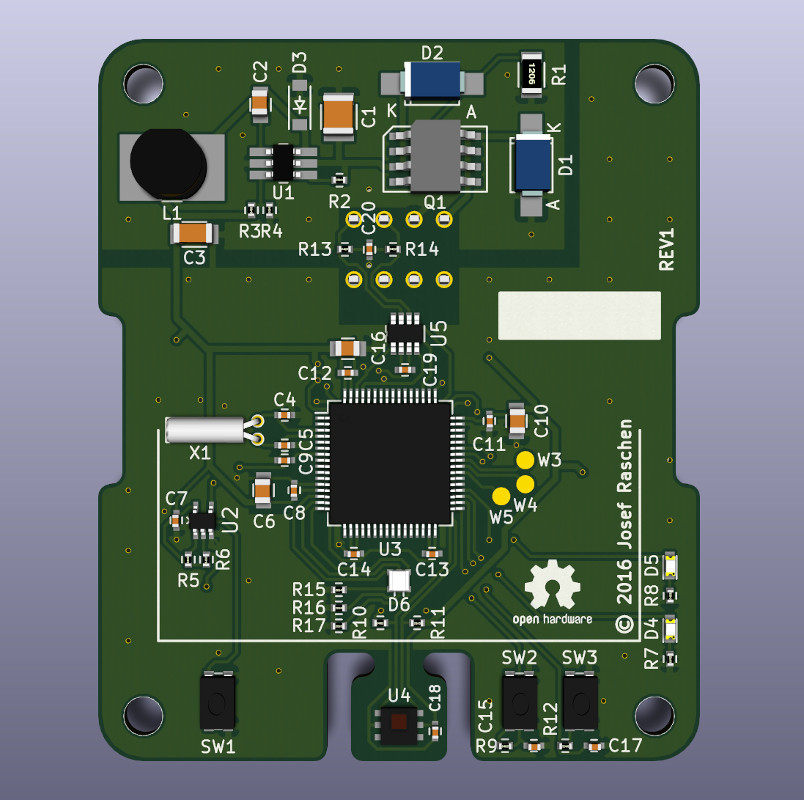 D2
C2
D3
R1
1206
C1
K
A
K
D1
U1
R2
Q1
A
L1
C20
R3R4
REV1
C3
R13
R14
C16
U5
C12
C19
C4
C10
X1
C5
C11
C9
W3
C7
U2
C6
C8
W4
W5
R5
R6
U3
C14
C13
© 2016 Josef Raschen
D5
R15
D6
R8
R16
R17
R10
R11
open hardware
D4
R7
SW2
SW3
U4
C18
C15
R12
SW1
R9
C17